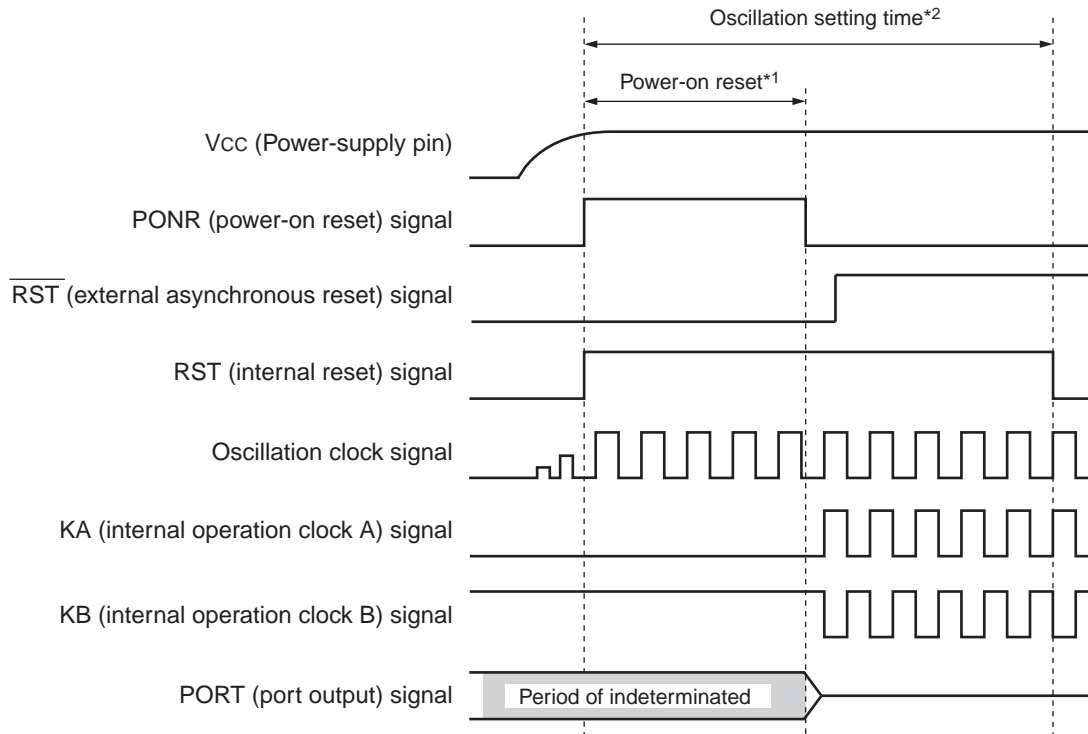 Oscillation setting time*2
Power-on reset*1
VCC (Power-supply pin)
PONR (power-on reset) signal
RST (external asynchronous reset) signal
RST (internal reset) signal
Oscillation clock signal
KA (internal operation clock A) signal
KB (internal operation clock B) signal
PORT (port output) signal
Period of indeterminated